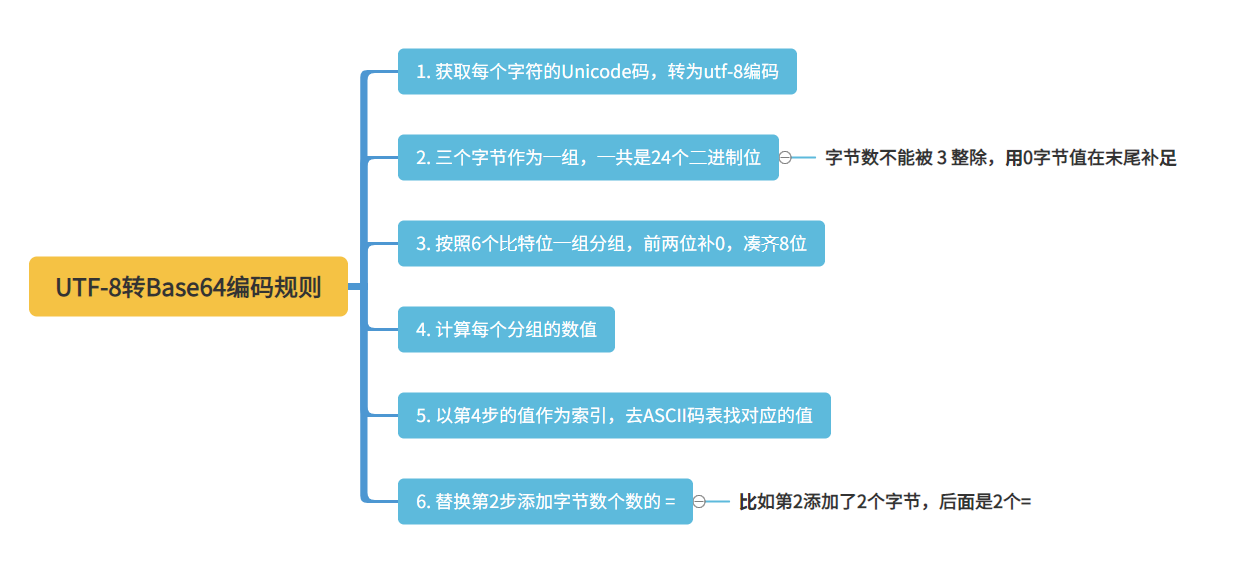 1. 获取每个字符的Unicode码，转为utf-8编码
2. 三个字节作为一组，一共是24个二进制位
字节数不能被 3 整除，用0字节值在末尾补足
3. 按照6个比特位一组分组，前两位补0，凑齐8位
UTF-8转Base64编码规则
4. 计算每个分组的数值
5. 以第4步的值作为索引，去ASCII码表找对应的值
6. 替换第2步添加字节数个数的 =
比如第2添加了2个字节，后面是2个=